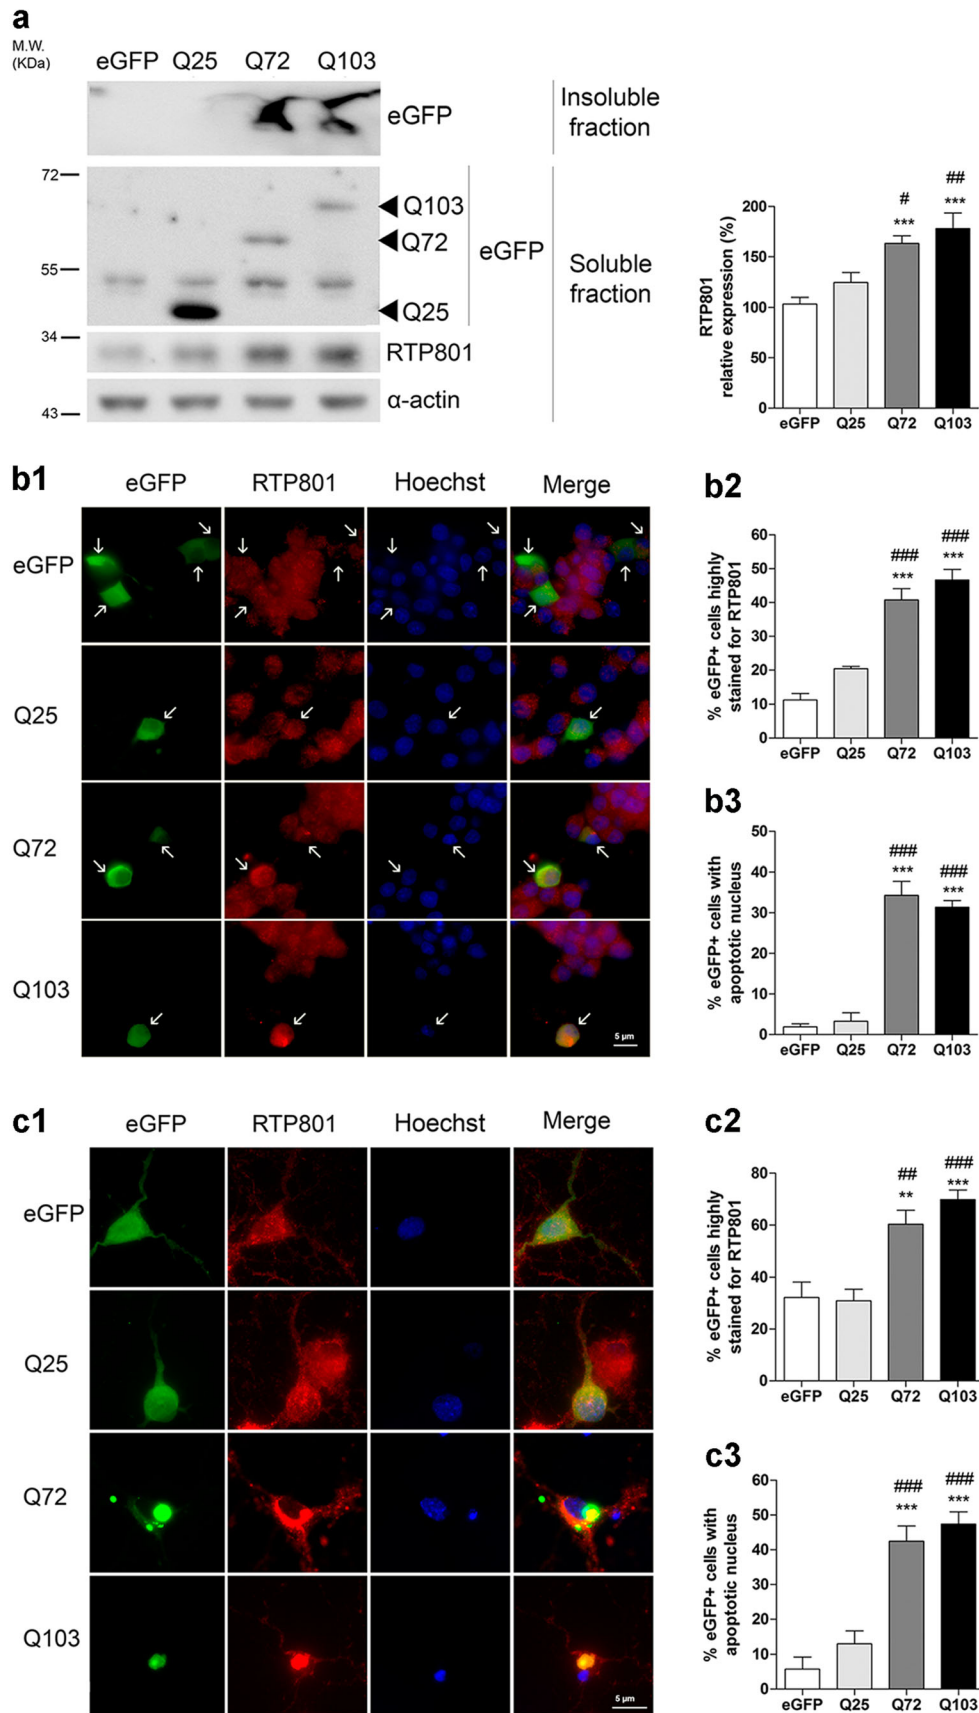 a
M.W.
(KDa)
eGFP Q25 Q72 Q103
eGFP
Insoluble
fraction
72
55
34
43
Q103
Q72
Q25
eGFP
Soluble
fraction
RTP801
α-actin
RTP801
relative expression (%)
200
150
100
50
0
#
***
##
***
eGFP Q25 Q72 Q103
b1
eGFP RTP801 Hoechst Merge
eGFP
Q25
Q72
Q103
5 µm
b2
% eGFP+ cells highly
stained for RTP801
60
50
40
30
20
10
0
###
***
###
***
eGFP Q25 Q72 Q103
b3
% eGFP+ cells with
apoptotic nucleus
50
40
30
20
10
0
###
***
###
***
eGFP Q25 Q72 Q103
c1
eGFP RTP801 Hoechst Merge
eGFP
Q25
Q72
Q103
5 µm
c2
% eGFP+ cells highly
stained for RTP801
80
60
40
20
0
##
**
###
***
eGFP Q25 Q72 Q103
c3
% eGFP+ cells with
apoptotic nucleus
60
50
40
30
20
10
0
###
***
###
***
eGFP Q25 Q72 Q103